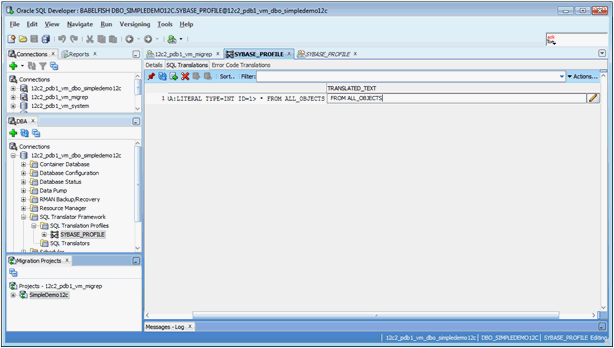 Oracle SQL Developer : BABELFISH DBO_SIMPLEDEMO12C.SYBASE_PROFILE@12c2_pdb1_vm_dbo_simpledemo12c
File Edit View Navigate Run Versioning Tools Help
Connections Reports
12c2_pdb1_vm_migrep SYBASE_PROFILE SYBASE_PROFILE
Details SQL Translations Error Code Translations
Sort.. Filter: Actions...
Connections
12c2_pdb1_vm_dbo_simpledemo12c
12c2_pdb1_vm_migrep
12c2_pdb1_vm_system
TRANSLATED_TEXT
1 (A:LITERAL TYPE=INT ID=1> * FROM ALL_OBJECTS FROM ALL_OBJECTS
DBA
Connections
12c2_pdb1_vm_dbo_simpledemo12c
Container Database
Database Configuration
Database Status
Data Pump
RMAN Backup/Recovery
Resource Manager
SQL Translator Framework
SQL Translation Profiles
SYBASE_PROFILE
SQL Translators
Migration Projects
Projects - 12c2_pdb1_vm_migrep
SimpleDemo12c
Messages - Log
12c2_pdb1_vm_dbo_simpledemo12c DBO_SIMPLEDEMO12C SYBASE_PROFILE Editing